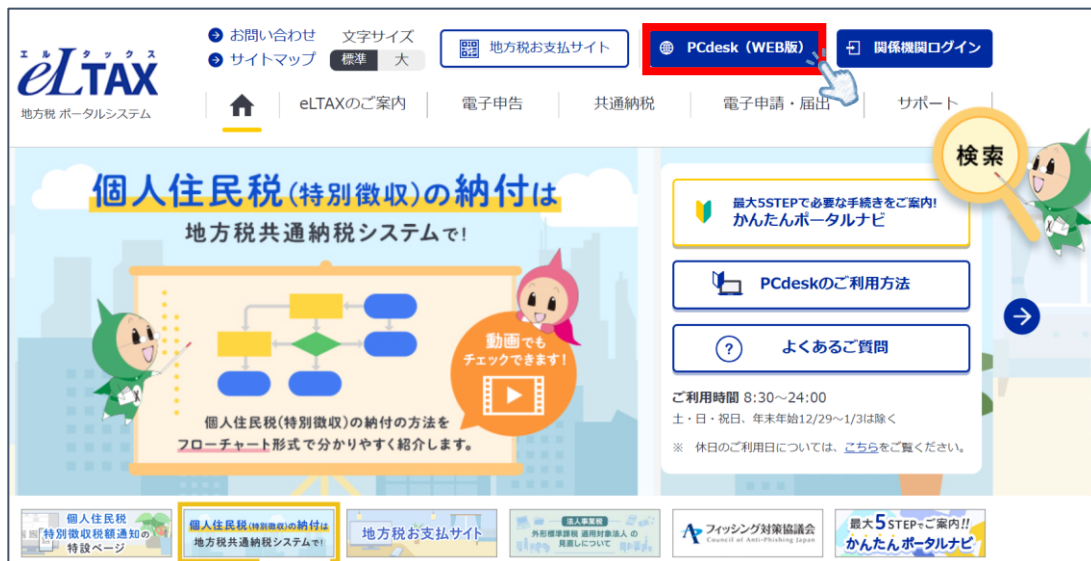 エルタックス
eLTAX
地方税 ポータルシステム
お問い合わせ
サイトマップ
文字サイズ
標準 大
地方税お支払サイト
PCdesk（WEB版）
関係機関ログイン
eLTAXのご案内
電子申告
共通納税
電子申請・届出
サポート
検索
個人住民税(特別徴収)の納付は
地方税共通納税システムで!
動画でも
チェックできます!
個人住民税(特別徴収)の納付の方法を
フローチャート形式で分かりやすく紹介します。
最大5STEPで必要な手続きをご案内!
かんたんポータルナビ
PCdeskのご利用方法
? よくあるご質問
ご利用時間 8:30～24:00
土・日・祝日、年末年始12/29～1/3は除く
※ 休日のご利用日については、こちらをご覧ください。
個人住民税
「特別徴収税額通知」の
特設ページ
個人住民税(特別徴収)の納付は
地方税共通納税システムで!
地方税お支払サイト
法人事業税
外形標準課税 適用対象法人 の
見直しについて
フィッシング対策協議会
Council of Anti-Phishing Japan
最大5STEPでご案内!!
かんたんポータルナビ